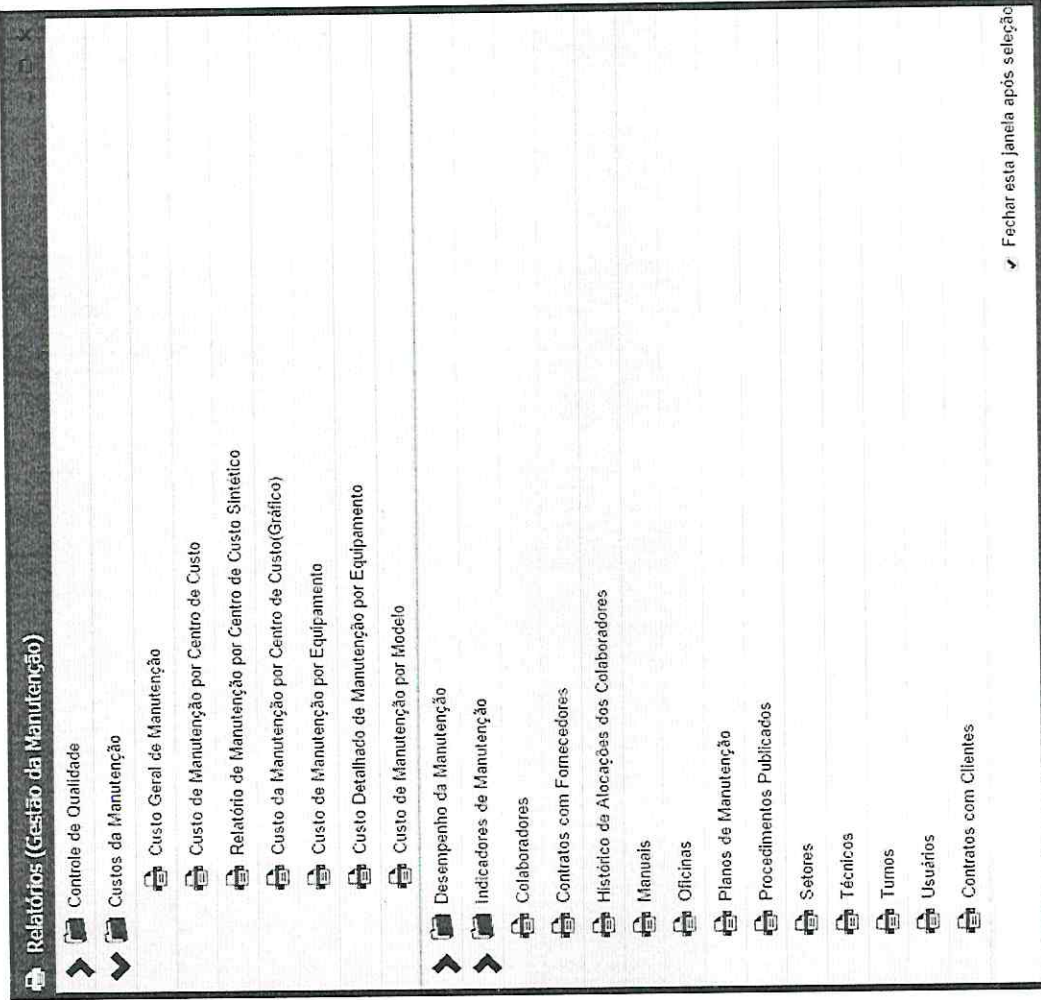 Relatórios (Gestão da Manutenção)
Controle de Qualidade
Custos da Manutenção
Custo Geral de Manutenção
Custo de Manutenção por Centro de Custo
Relatório de Manutenção por Centro de Custo Sintético
Custo da Manutenção por Centro de Custo(Gráfico)
Custo de Manutenção por Equipamento
Custo Detalhado de Manutenção por Equipamento
Custo de Manutenção por Modelo
Desempenho da Manutenção
Indicadores de Manutenção
Colaboradores
Contratos com Fornecedores
Histórico de Alocações dos Colaboradores
Manuais
Oficinas
Planos de Manutenção
Procedimentos Publicados
Setores
Técnicos
Turnos
Usuários
Contratos com Clientes
Fechar esta janela após seleção